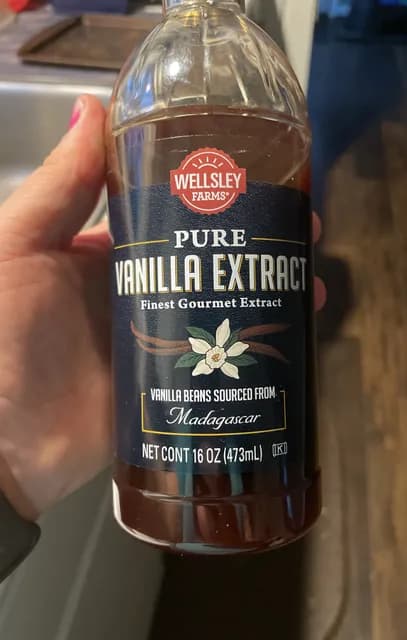 WELLSLEY
FARMS®
PURE
VANILLA EXTRACT
Finest Gourmet Extract
VANILLA BEANS SOURCED FROM
Madagascar
NET CONT 16 OZ (473mL) K